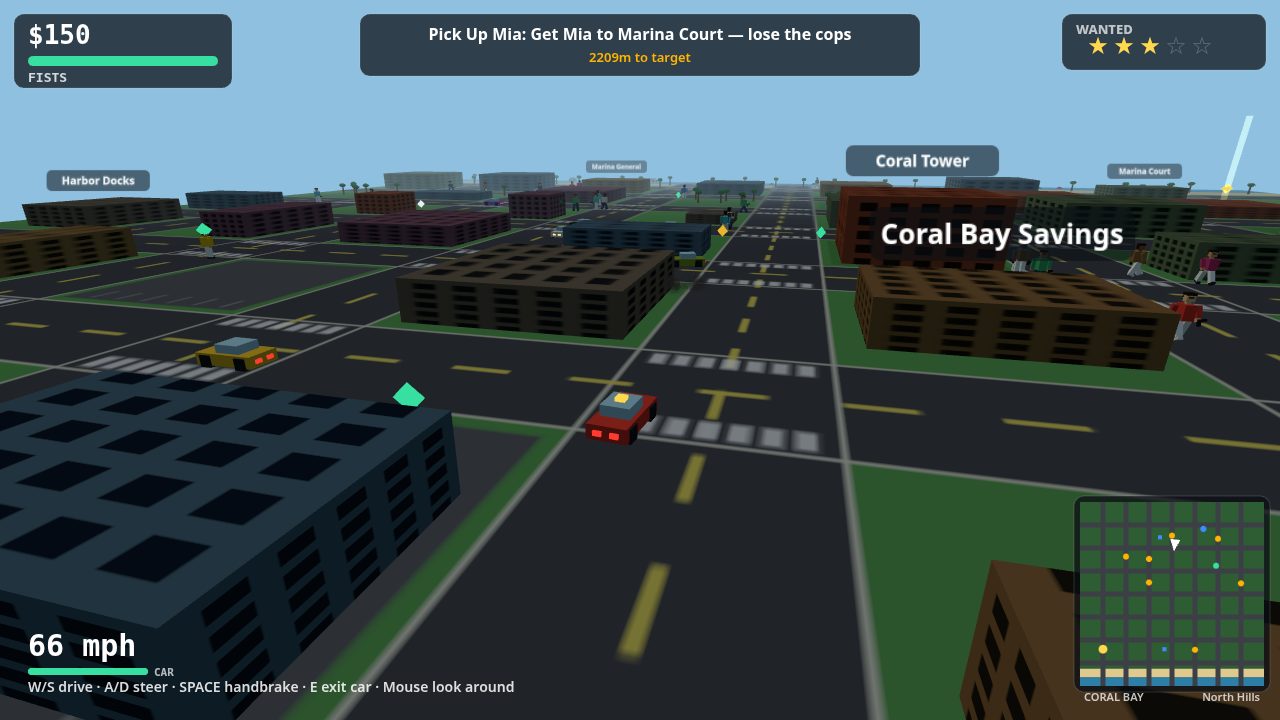 $150
FISTS
Pick Up Mia: Get Mia to Marina Court — lose the cops
2209m to target
WANTED
★★★☆☆
Harbor Docks
Marina General
Coral Tower
Marina Court
Coral Bay Savings
66 mph
CAR
W/S drive · A/D steer · SPACE handbrake · E exit car · Mouse look around
CORAL BAY
North Hills